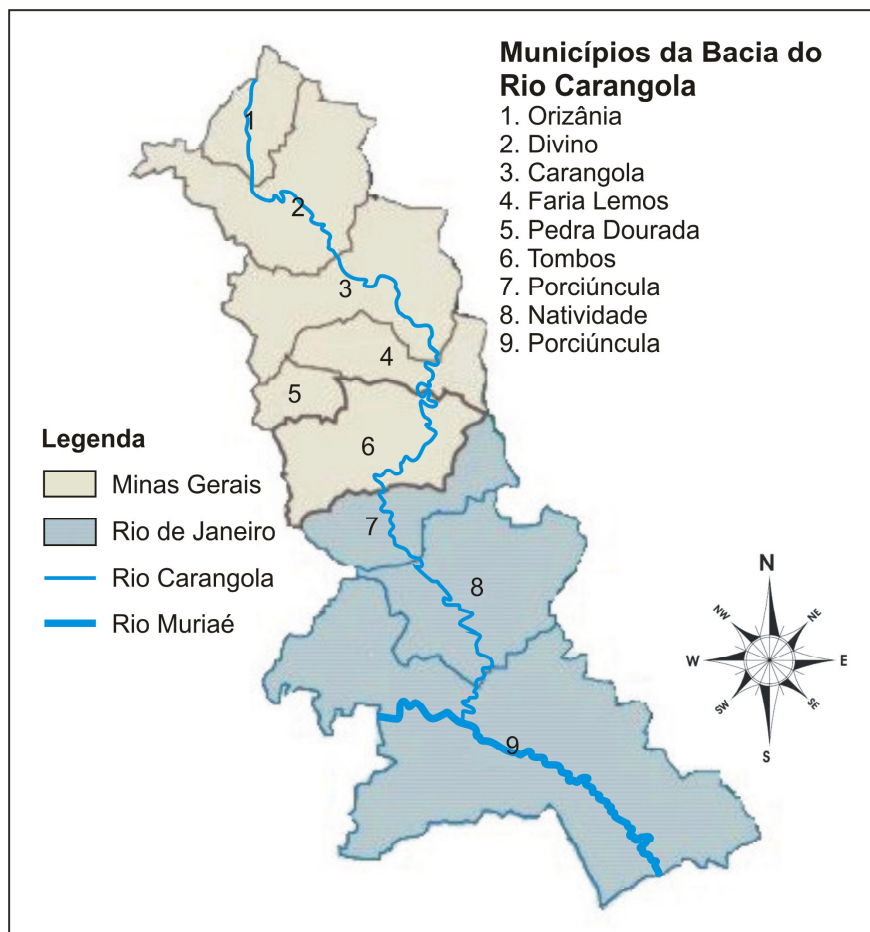 Municípios da Bacia do
Rio Carangola
1. Orizânia
2. Divino
3. Carangola
4. Faria Lemos
5. Pedra Dourada
6. Tombos
7. Porciúncula
8. Natividade
9. Porciúncula
1
2
3
4
5
6
7
8
9
Legenda
Minas Gerais
Rio de Janeiro
Rio Carangola
Rio Muriaé
N
NW
NE
W
E
SW
SE
S